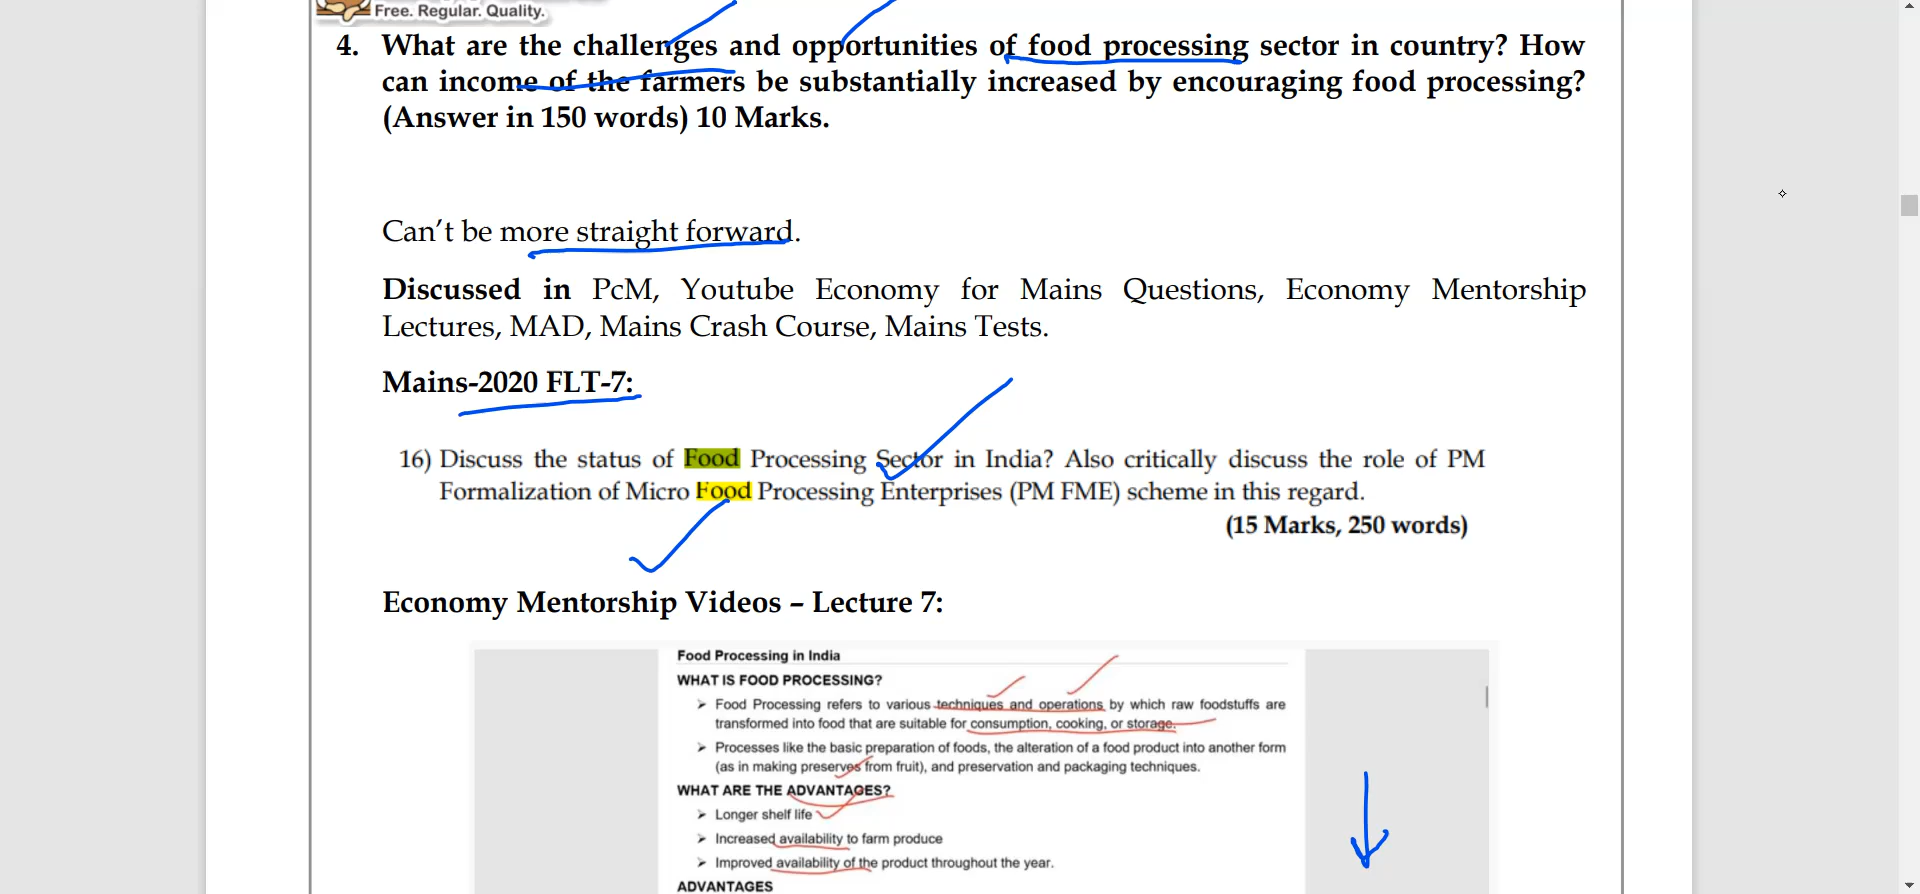 Free. Regular. Quality.
4. What are the challenges and opportunities of food processing sector in country? How
can income of the farmers be substantially increased by encouraging food processing?
(Answer in 150 words) 10 Marks.
Can't be more straight forward.
Discussed in PcM, Youtube Economy for Mains Questions, Economy Mentorship
Lectures, MAD, Mains Crash Course, Mains Tests.
Mains-2020 FLT-7:
16) Discuss the status of Food Processing Sector in India? Also critically discuss the role of PM
Formalization of Micro Food Processing Enterprises (PM FME) scheme in this regard.
(15 Marks, 250 words)
Economy Mentorship Videos – Lecture 7:
Food Processing in India
WHAT IS FOOD PROCESSING?
➢ Food Processing refers to various techniques and operations by which raw foodstuffs are
transformed into food that are suitable for consumption, cooking, or storage.
➢ Processes like the basic preparation of foods, the alteration of a food product into another form
(as in making preserves from fruit), and preservation and packaging techniques.
WHAT ARE THE ADVANTAGES?
➢ Longer shelf life
➢ Increased availability to farm produce
➢ Improved availability of the product throughout the year.
ADVANTAGES